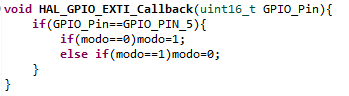 void HAL_GPIO_EXTI_Callback(uint16_t GPIO_Pin){
    if(GPIO_Pin==GPIO_PIN_5){
        if(modo==0)modo=1;
        else if(modo==1)modo=0;
    }
}